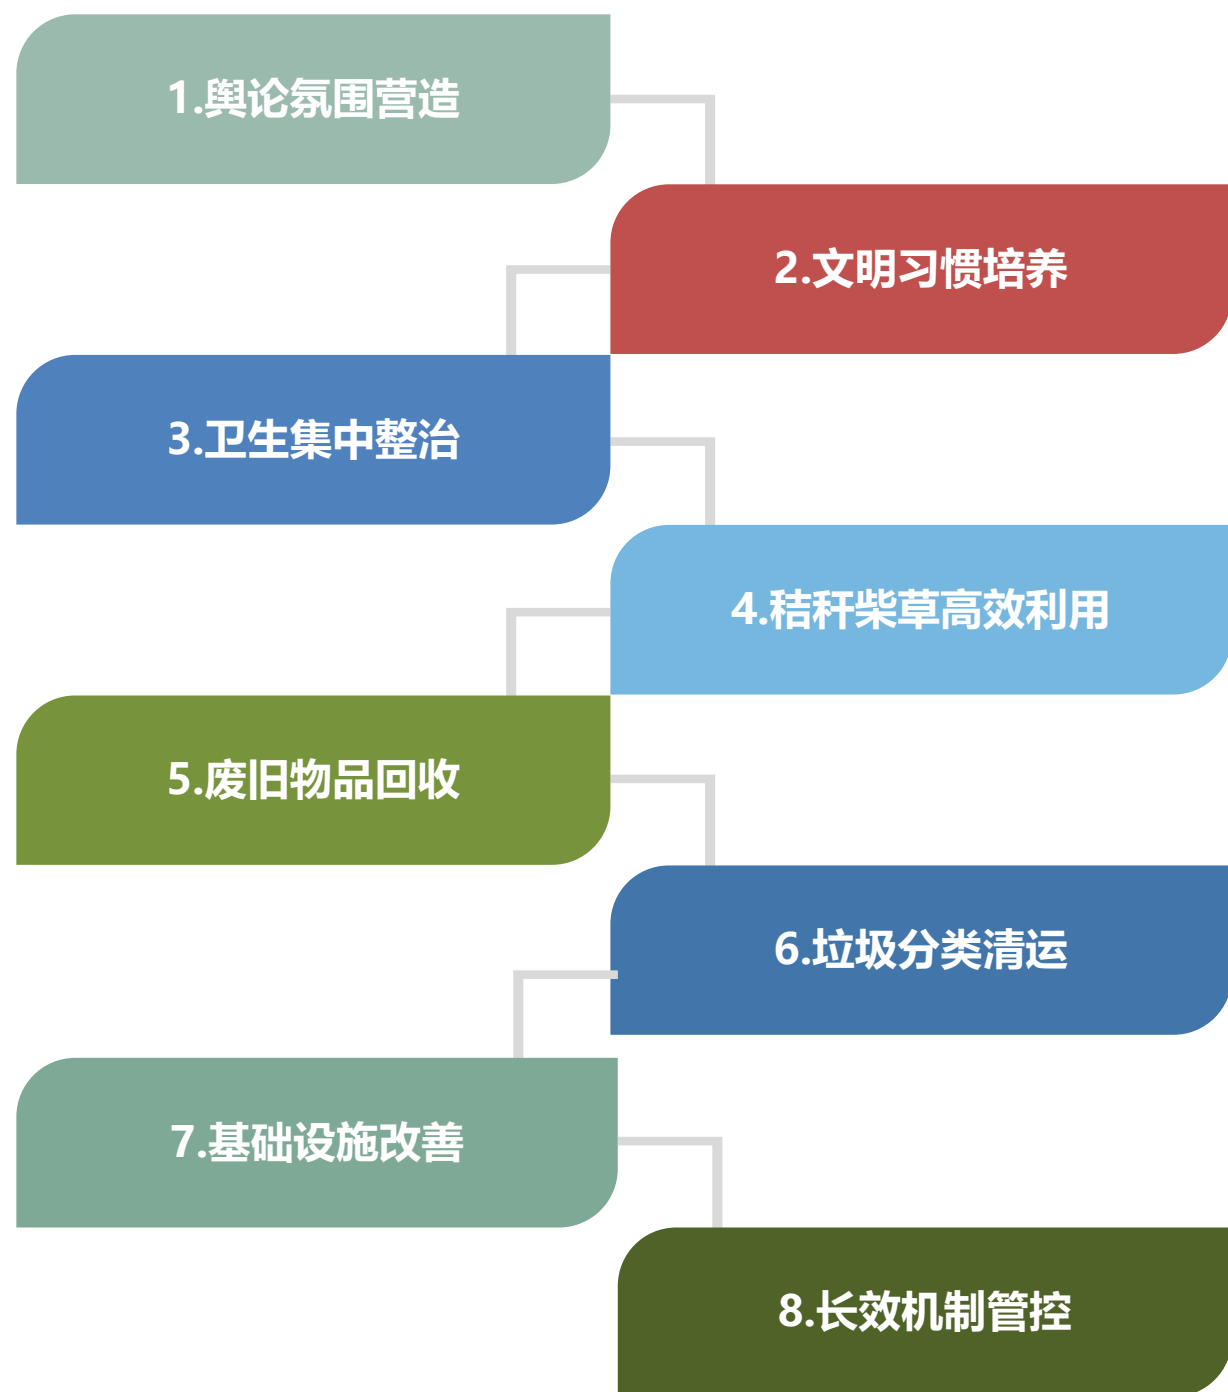 1.舆论氛围营造
2.文明习惯培养
3.卫生集中整治
4.秸秆柴草高效利用
5.废旧物品回收
6.垃圾分类清运
7.基础设施改善
8.长效机制管控